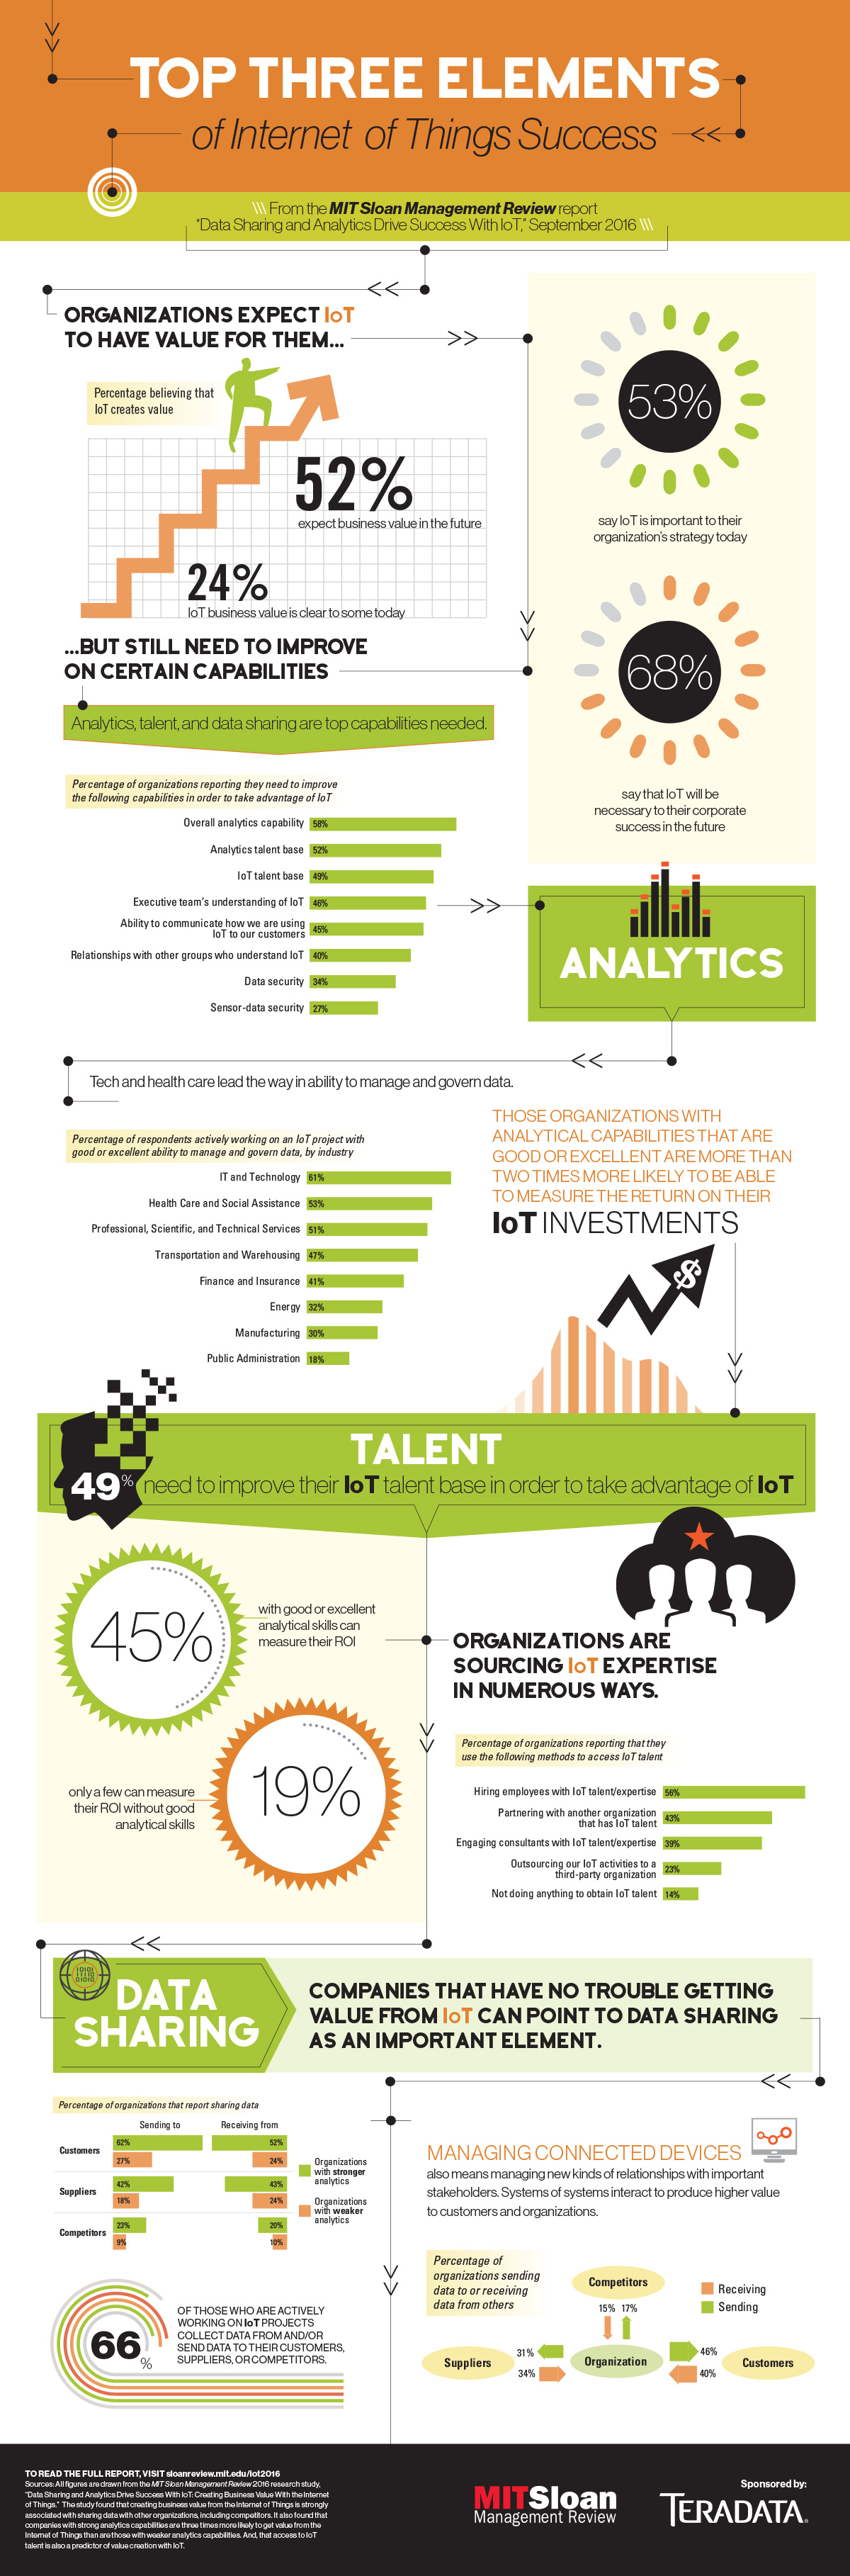 TOP THREE ELEMENTS
of Internet of Things Success
\\\ From the MIT Sloan Management Review report
“Data Sharing and Analytics Drive Success With IoT,” September 2016 \\\
ORGANIZATIONS EXPECT IoT
TO HAVE VALUE FOR THEM...
Percentage believing that
IoT creates value
52%
expect business value in the future
24%
IoT business value is clear to some today
53%
say IoT is important to their
organization's strategy today
68%
say that IoT will be
necessary to their corporate
success in the future
...BUT STILL NEED TO IMPROVE
ON CERTAIN CAPABILITIES
Analytics, talent, and data sharing are top capabilities needed.
Percentage of organizations reporting they need to improve
the following capabilities in order to take advantage of IoT
Overall analytics capability 58%
Analytics talent base 52%
IoT talent base 49%
Executive team's understanding of IoT 46%
Ability to communicate how we are using
IoT to our customers 45%
Relationships with other groups who understand IoT 40%
Data security 34%
Sensor-data security 27%
ANALYTICS
Tech and health care lead the way in ability to manage and govern data.
Percentage of respondents actively working on an IoT project with
good or excellent ability to manage and govern data, by industry
IT and Technology 61%
Health Care and Social Assistance 53%
Professional, Scientific, and Technical Services 51%
Transportation and Warehousing 47%
Finance and Insurance 41%
Energy 32%
Manufacturing 30%
Public Administration 18%
THOSE ORGANIZATIONS WITH
ANALYTICAL CAPABILITIES THAT ARE
GOOD OR EXCELLENT ARE MORE THAN
TWO TIMES MORE LIKELY TO BE ABLE
TO MEASURE THE RETURN ON THEIR
IoT INVESTMENTS
$
TALENT
49% need to improve their IoT talent base in order to take advantage of IoT
45%
with good or excellent
analytical skills can
measure their ROI
19%
only a few can measure
their ROI without good
analytical skills
ORGANIZATIONS ARE
SOURCING IoT EXPERTISE
IN NUMEROUS WAYS.
Percentage of organizations reporting that they
use the following methods to access IoT talent
Hiring employees with IoT talent/expertise 56%
Partnering with another organization
that has IoT talent 43%
Engaging consultants with IoT talent/expertise 39%
Outsourcing our IoT activities to a
third-party organization 23%
Not doing anything to obtain IoT talent 14%
DATA
SHARING
COMPANIES THAT HAVE NO TROUBLE GETTING
VALUE FROM IoT CAN POINT TO DATA SHARING
AS AN IMPORTANT ELEMENT.
Percentage of organizations that report sharing data
Sending to Receiving from
Customers
62% 52%
27% 24%
Suppliers
42% 43%
18% 24%
Competitors
23% 20%
9% 10%
Organizations
with stronger
analytics
Organizations
with weaker
analytics
66%
OF THOSE WHO ARE ACTIVELY
WORKING ON IoT PROJECTS
COLLECT DATA FROM AND/OR
SEND DATA TO THEIR CUSTOMERS,
SUPPLIERS, OR COMPETITORS.
MANAGING CONNECTED DEVICES
also means managing new kinds of relationships with important
stakeholders. Systems of systems interact to produce higher value
to customers and organizations.
Percentage of
organizations sending
data to or receiving
data from others
Competitors
Receiving
Sending
15% 17%
31%
34%
Suppliers
Organization
46%
40%
Customers
TO READ THE FULL REPORT, VISIT sloanreview.mit.edu/iot2016
Sources: All figures are drawn from the MIT Sloan Management Review 2016 research study,
“Data Sharing and Analytics Drive Success With IoT: Creating Business Value With the Internet
of Things.” The study found that creating business value from the Internet of Things is strongly
associated with sharing data with other organizations, including competitors. It also found that
companies with strong analytics capabilities are three times more likely to get value from the
Internet of Things than are those with weaker analytics capabilities. And, that access to IoT
talent is also a predictor of value creation with IoT.
MITSloan
Management Review
Sponsored by:
TERADATA.